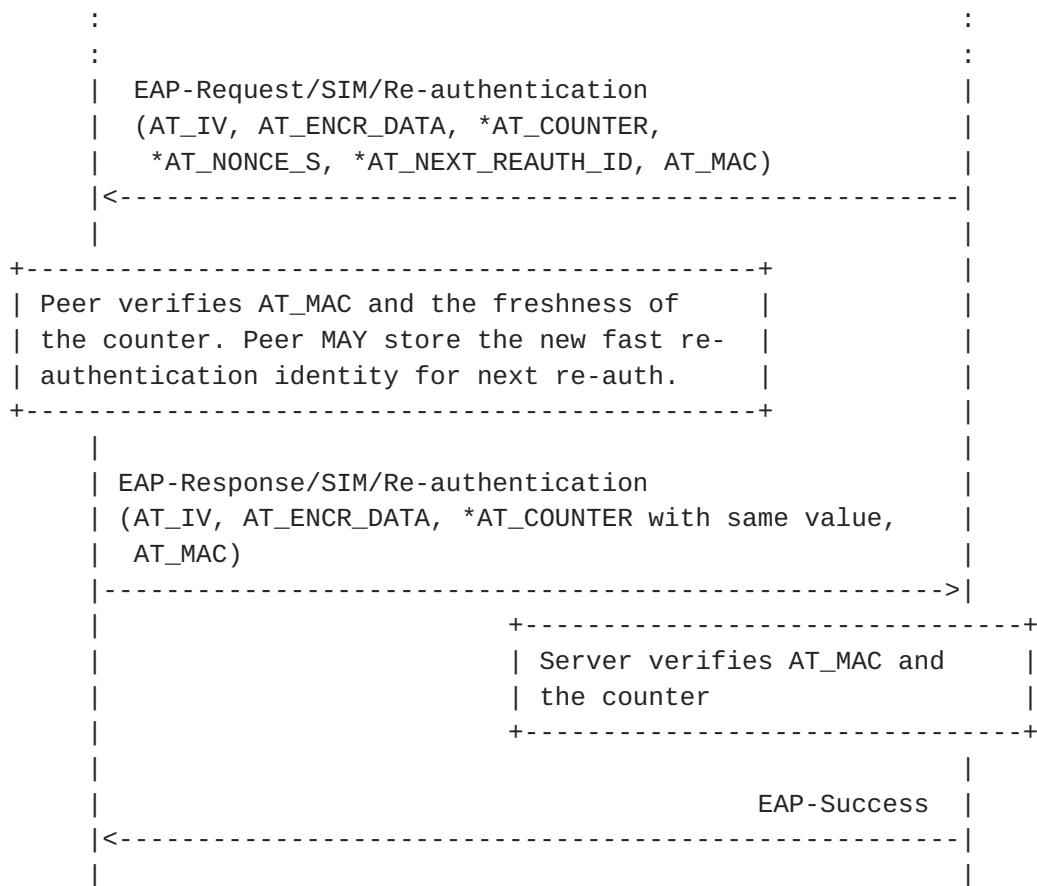 :                                                       :
:                                                       :
|  EAP-Request/SIM/Re-authentication                    |
|  (AT_IV, AT_ENCR_DATA, *AT_COUNTER,                   |
|   *AT_NONCE_S, *AT_NEXT_REAUTH_ID, AT_MAC)            |
|<------------------------------------------------------|
|                                                       |
+-----------------------------------------------+            |
| Peer verifies AT_MAC and the freshness of     |            |
| the counter. Peer MAY store the new fast re-  |            |
| authentication identity for next re-auth.     |            |
+-----------------------------------------------+            |
|                                                       |
| EAP-Response/SIM/Re-authentication                    |
| (AT_IV, AT_ENCR_DATA, *AT_COUNTER with same value,    |
|  AT_MAC)                                              |
|------------------------------------------------------>|
|                          +--------------------------------+
|                          | Server verifies AT_MAC and     |
|                          | the counter                    |
|                          +--------------------------------+
|                                                       |
|                                          EAP-Success  |
|<------------------------------------------------------|
|                                                       |